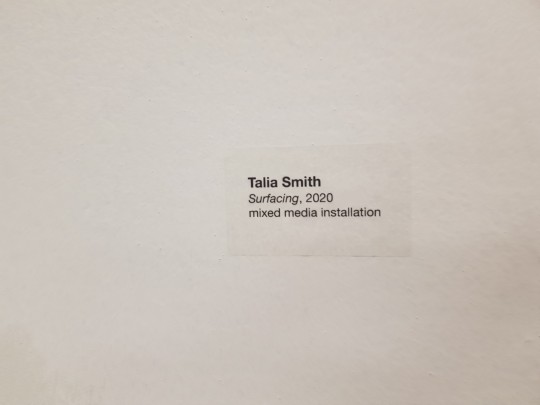 Talia Smith
Surfacing, 2020
mixed media installation